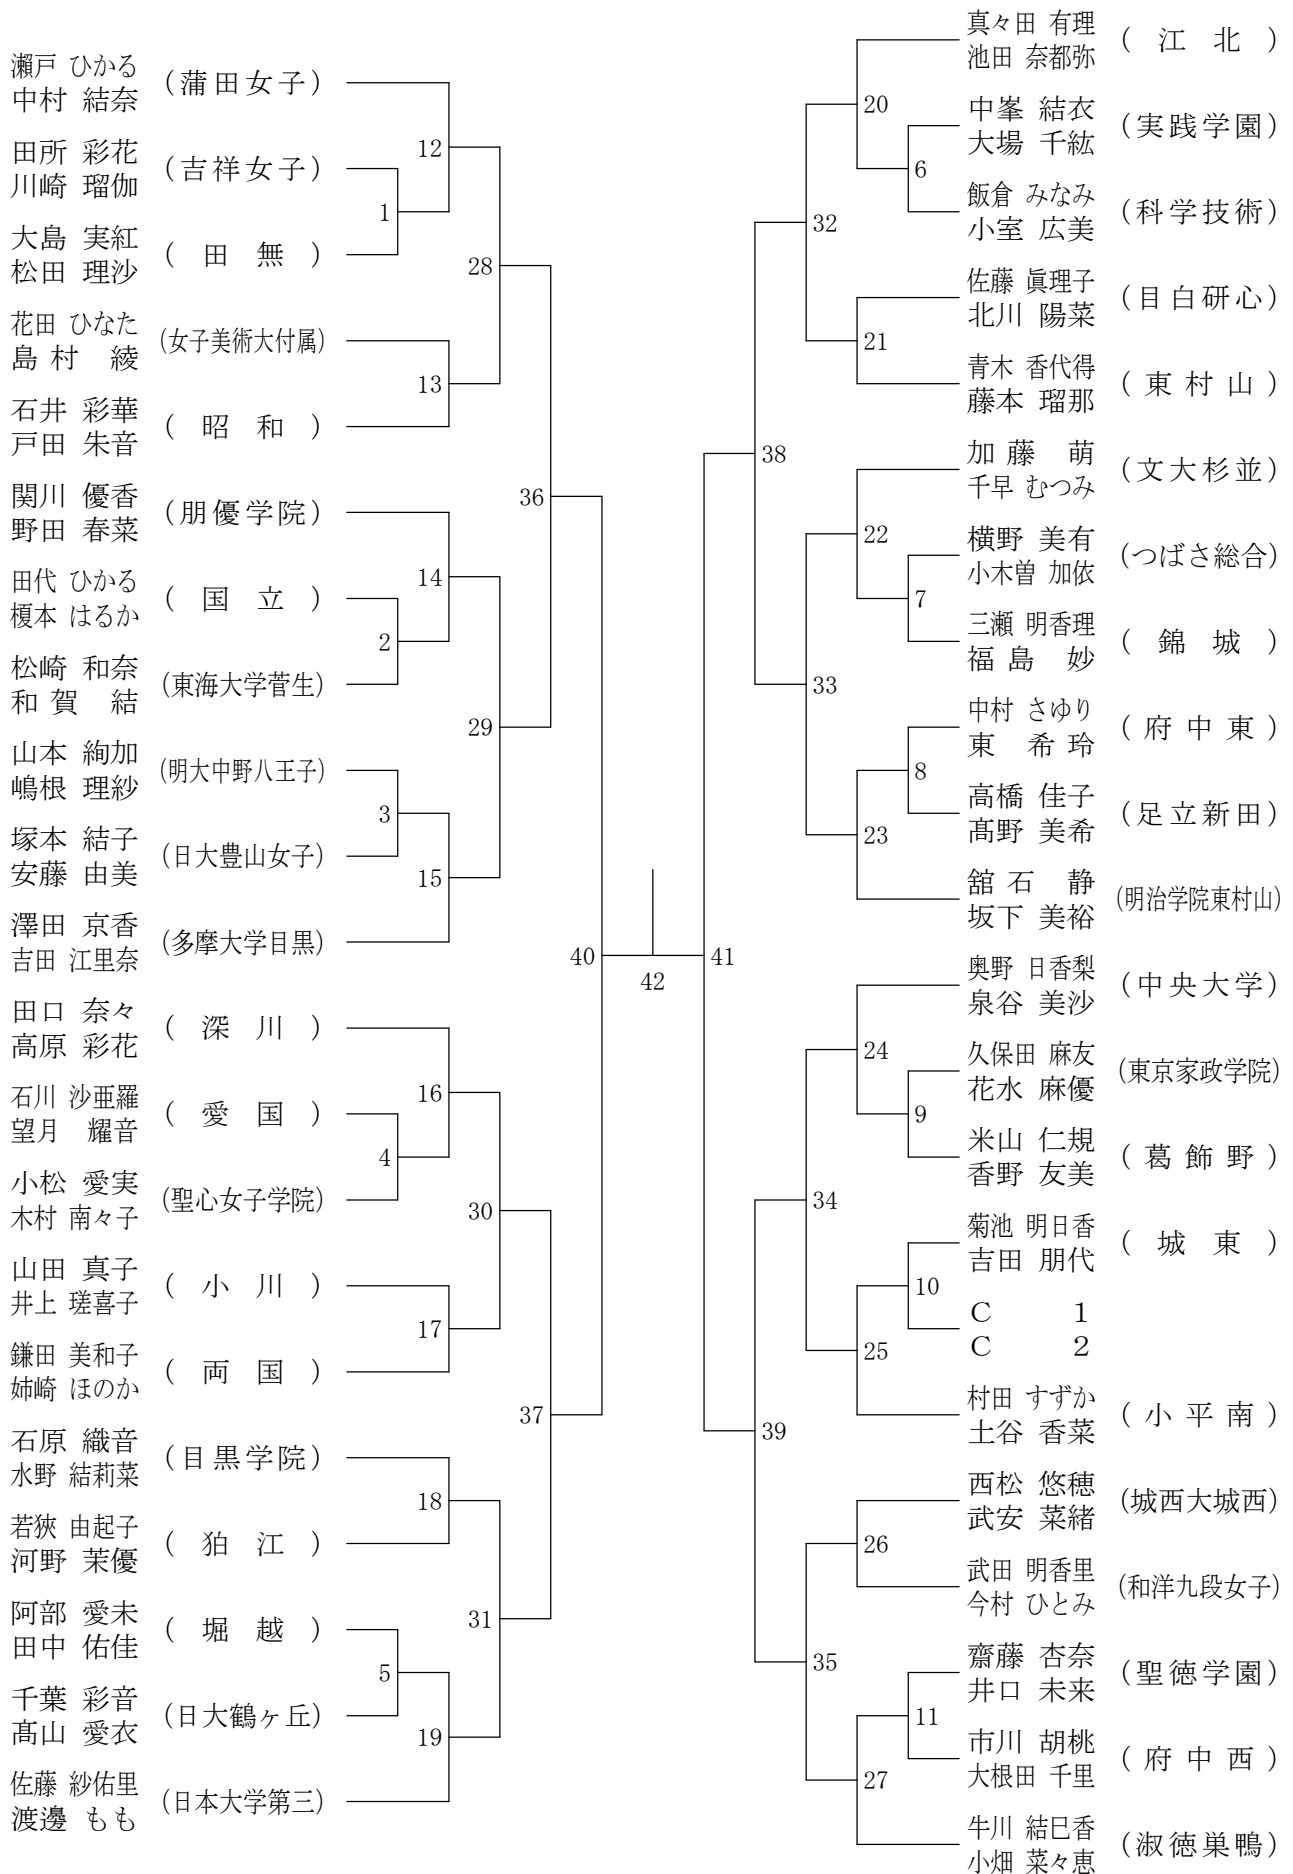 瀬戸 ひかる
中村 結奈
(蒲田女子)
田所 彩花
川崎 瑠伽
(吉祥女子)
大島 実紅
松田 理沙
(田無)
花田 ひなた
島村 綾
(女子美術大付属)
石井 彩華
戸田 朱音
(昭和)
関川 優香
野田 春菜
(朋優学院)
田代 ひかる
榎本 はるか
(国立)
松崎 和奈
和賀 結
(東海大学菅生)
山本 絢加
嶋根 理紗
(明大中野八王子)
塚本 結子
安藤 由美
(日大豊山女子)
澤田 京香
吉田 江里奈
(多摩大学目黒)
田口 奈々
高原 彩花
(深川)
石川 沙亜羅
望月 耀音
(愛国)
小松 愛実
木村 南々子
(聖心女子学院)
山田 真子
井上 瑳喜子
(小川)
鎌田 美和子
姉崎 ほのか
(両国)
石原 織音
水野 結莉菜
(目黒学院)
若狹 由起子
河野 茉優
(狛江)
阿部 愛未
田中 佑佳
(堀越)
千葉 彩音
髙山 愛衣
(日大鶴ヶ丘)
佐藤 紗佑里
渡邊 もも
(日本大学第三)
1
2
3
4
5
12
13
14
15
16
17
18
19
28
29
30
31
36
37
40
42
41
38
39
32
33
34
35
20
21
22
23
24
25
26
27
6
7
8
9
10
11
真々田 有理
池田 奈都弥
(江北)
中峯 結衣
大場 千紘
(実践学園)
飯倉 みなみ
小室 広美
(科学技術)
佐藤 眞理子
北川 陽菜
(目白研心)
青木 香代得
藤本 瑠那
(東村山)
加藤 萌
千早 むつみ
(文大杉並)
横野 美有
小木曽 加依
(つばさ総合)
三瀬 明香理
福島 妙
(錦城)
中村 さゆり
東 希玲
(府中東)
高橋 佳子
髙野 美希
(足立新田)
舘石 静
坂下 美裕
(明治学院東村山)
奥野 日香梨
泉谷 美沙
(中央大学)
久保田 麻友
花水 麻優
(東京家政学院)
米山 仁規
香野 友美
(葛飾野)
菊池 明日香
吉田 朋代
(城東)
C 1
C 2
村田 すずか
土谷 香菜
(小平南)
西松 悠穂
武安 菜緒
(城西大城西)
武田 明香里
今村 ひとみ
(和洋九段女子)
齋藤 杏奈
井口 未来
(聖徳学園)
市川 胡桃
大根田 千里
(府中西)
牛川 結巳香
小畑 菜々恵
(淑徳巣鴨)